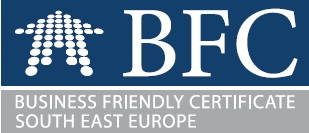 BFC
BUSINESS FRIENDLY CERTIFICATE
SOUTH EAST EUROPE